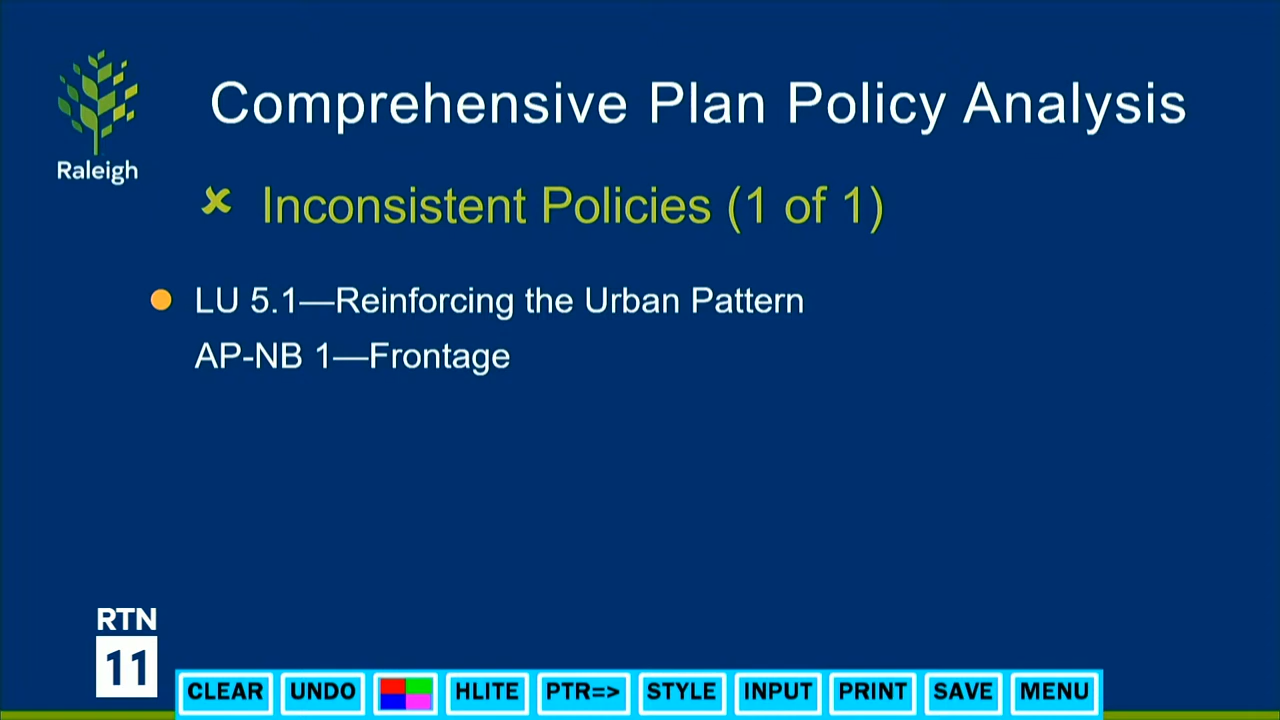 Raleigh
Comprehensive Plan Policy Analysis
Inconsistent Policies (1 of 1)
LU 5.1—Reinforcing the Urban Pattern
AP-NB 1—Frontage
RTN
11
CLEAR UNDO HLITE PTR=> STYLE INPUT PRINT SAVE MENU